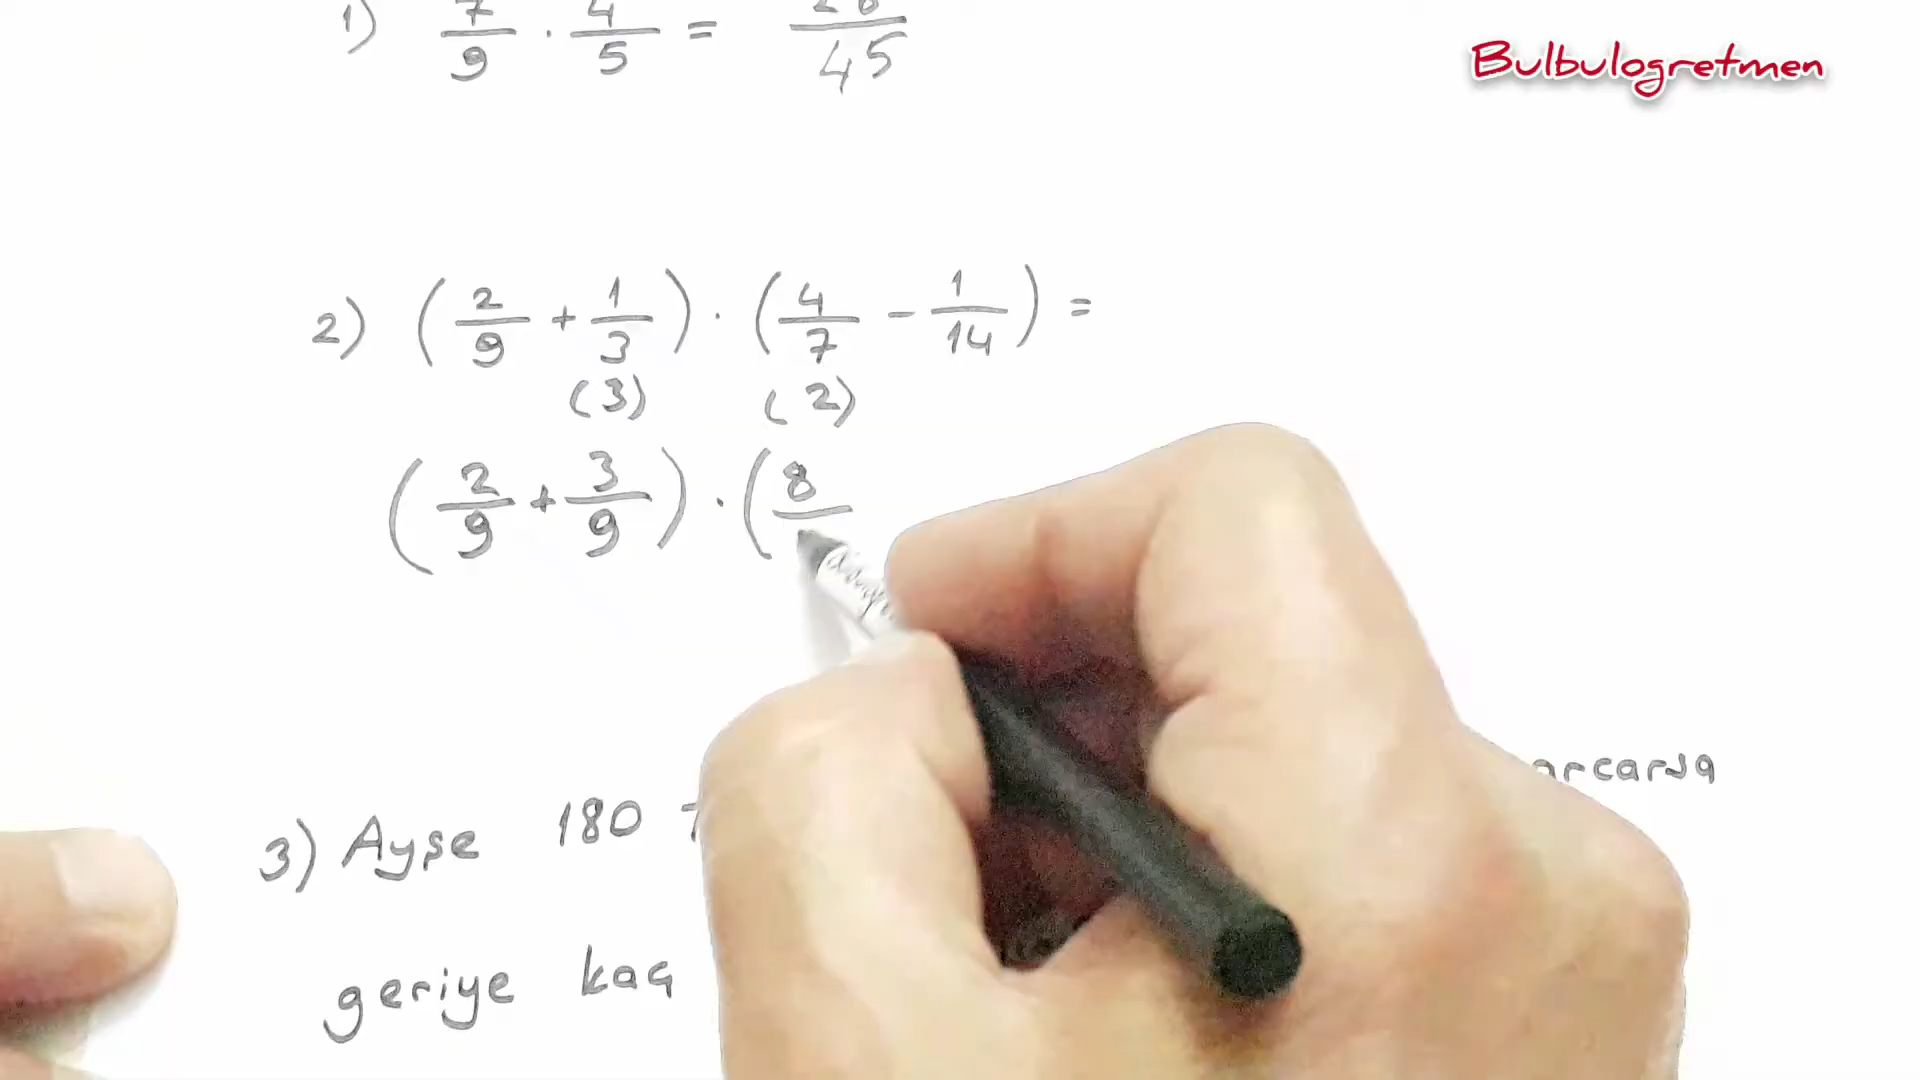 1) 7/9 · 4/5 = 28/45
Bulbulogretmen
2) (2/9 + 1/3) · (4/7 - 1/14) =
(3) (2)
(2/9 + 3/9) · (8
3) Ayşe 180
geriye kaç